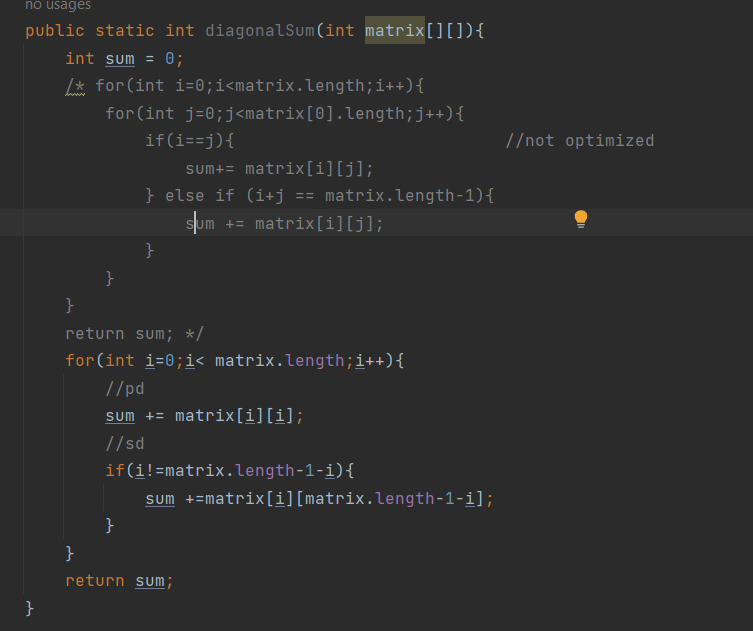 no usages
public static int diagonalSum(int matrix[][]){
    int sum = 0;
    /* for(int i=0;i<matrix.length;i++){
        for(int j=0;j<matrix[0].length;j++){
            if(i==j){                           //not optimized
                sum+= matrix[i][j];
            } else if (i+j == matrix.length-1){
                sum += matrix[i][j];
            }
        }
    }
    return sum; */
    for(int i=0;i< matrix.length;i++){
        //pd
        sum += matrix[i][i];
        //sd
        if(i!=matrix.length-1-i){
            sum +=matrix[i][matrix.length-1-i];
        }
    }
    return sum;
}